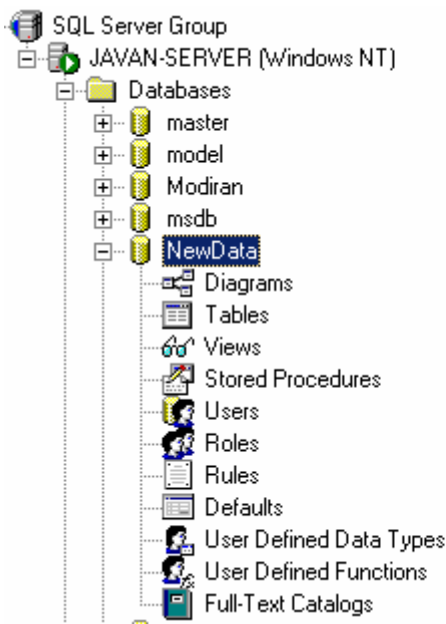 SQL Server Group
JAVAN-SERVER (Windows NT)
Databases
master
model
Modiran
msdb
NewData
Diagrams
Tables
Views
Stored Procedures
Users
Roles
Rules
Defaults
User Defined Data Types
User Defined Functions
Full-Text Catalogs